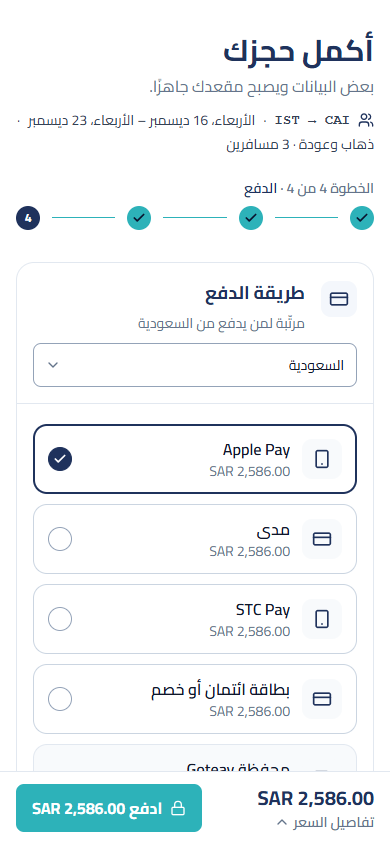 أكمل حجزك
بعض البيانات ويصبح مقعدك جاهزًا.
IST → CAI · الأربعاء، 16 ديسمبر – الأربعاء، 23 ديسمبر ·
ذهاب وعودة · 3 مسافرين
الخطوة 4 من 4 · الدفع
4
طريقة الدفع
مرتّبة لمن يدفع من السعودية
السعودية
Apple Pay
SAR 2,586.00
مدى
SAR 2,586.00
STC Pay
SAR 2,586.00
بطاقة ائتمان أو خصم
SAR 2,586.00
محفظة Goteay
SAR 2,586.00
تفاصيل السعر
ادفع SAR 2,586.00